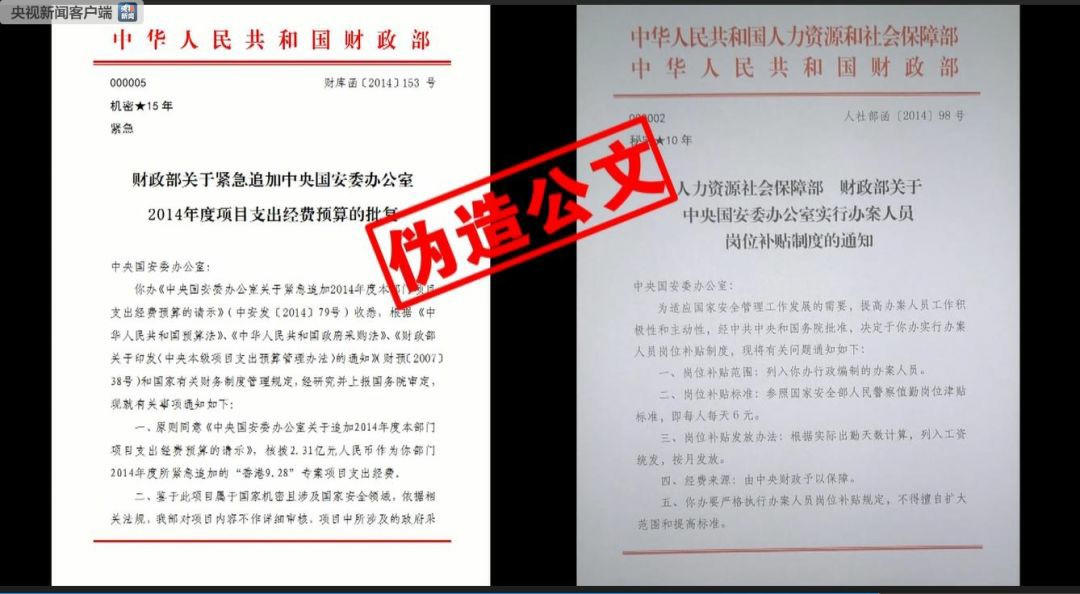 央视新闻客户端
中华人民共和国财政部
000005 财库函〔2014〕153 号
机密★15 年
紧急
财政部关于紧急追加中央国安委办公室
2014年度项目支出经费预算的批复
中央国安委办公室:
你办《中央国安委办公室关于紧急追加2014年度本部门项目
支出经费预算的请示》(中安发〔2014〕79号)收悉,根据《中
华人民共和国预算法》、《中华人民共和国政府采购法》、《财政部
关于印发〈中央本级项目支出预算管理办法〉的通知》(财预〔2007〕
38号)和国家有关财务制度管理规定,经研究并上报国务院审定,
现就有关事项通知如下:
一、原则同意《中央国安委办公室关于追加2014年度本部门
项目支出经费预算的请示》,核拨2.31亿元人民币作为你部门
2014年度所紧急追加的“香港9.28”专案项目支出经费。
二、鉴于此项目属于国家机密且涉及国家安全领域,依据相
关法规,我部对项目内容不作详细审核,项目中所涉及的政府采
伪造公文
中华人民共和国人力资源和社会保障部
中华人民共和国财政部
000002 人社部函〔2014〕98 号
秘密★10 年
人力资源社会保障部 财政部关于
中央国安委办公室实行办案人员
岗位补贴制度的通知
中央国安委办公室:
为适应国家安全管理工作发展的需要,提高办案人员工作积
极性和主动性,经中共中央和国务院批准,决定于你办实行办案
人员岗位补贴制度,现将有关问题通知如下:
一、岗位补贴范围:列入你办行政编制的办案人员。
二、岗位补贴标准:参照国家安全部人民警察值勤岗位津贴
标准,即每人每天6元。
三、岗位补贴发放办法:根据实际出勤天数计算,列入工资
统发,按月发放。
四、经费来源:由中央财政予以保障。
五、你办要严格执行办案人员岗位补贴规定,不得擅自扩大
范围和提高标准。